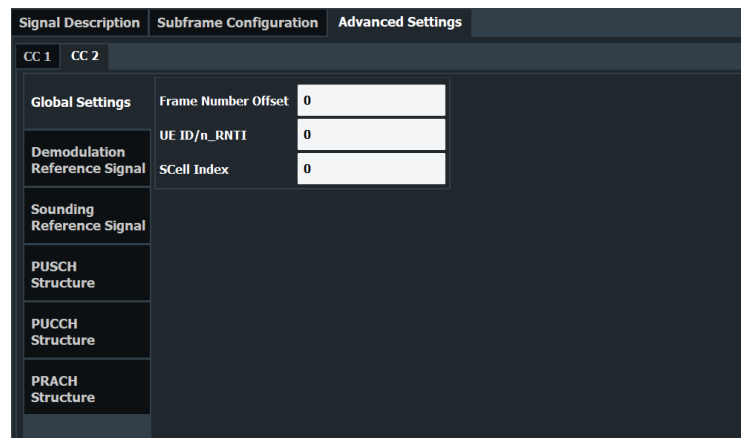 Signal Description Subframe Configuration Advanced Settings
CC 1 CC 2
Global Settings
Frame Number Offset 0
UE ID/n_RNTI 0
SCell Index 0
Demodulation
Reference Signal
Sounding
Reference Signal
PUSCH
Structure
PUCCH
Structure
PRACH
Structure